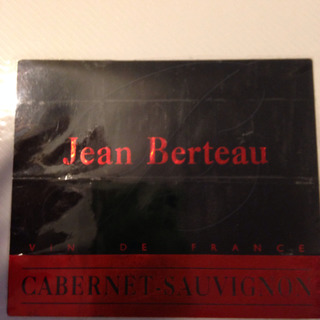 Jean Berteau
VIN DE FRANCE
CABERNET-SAUVIGNON